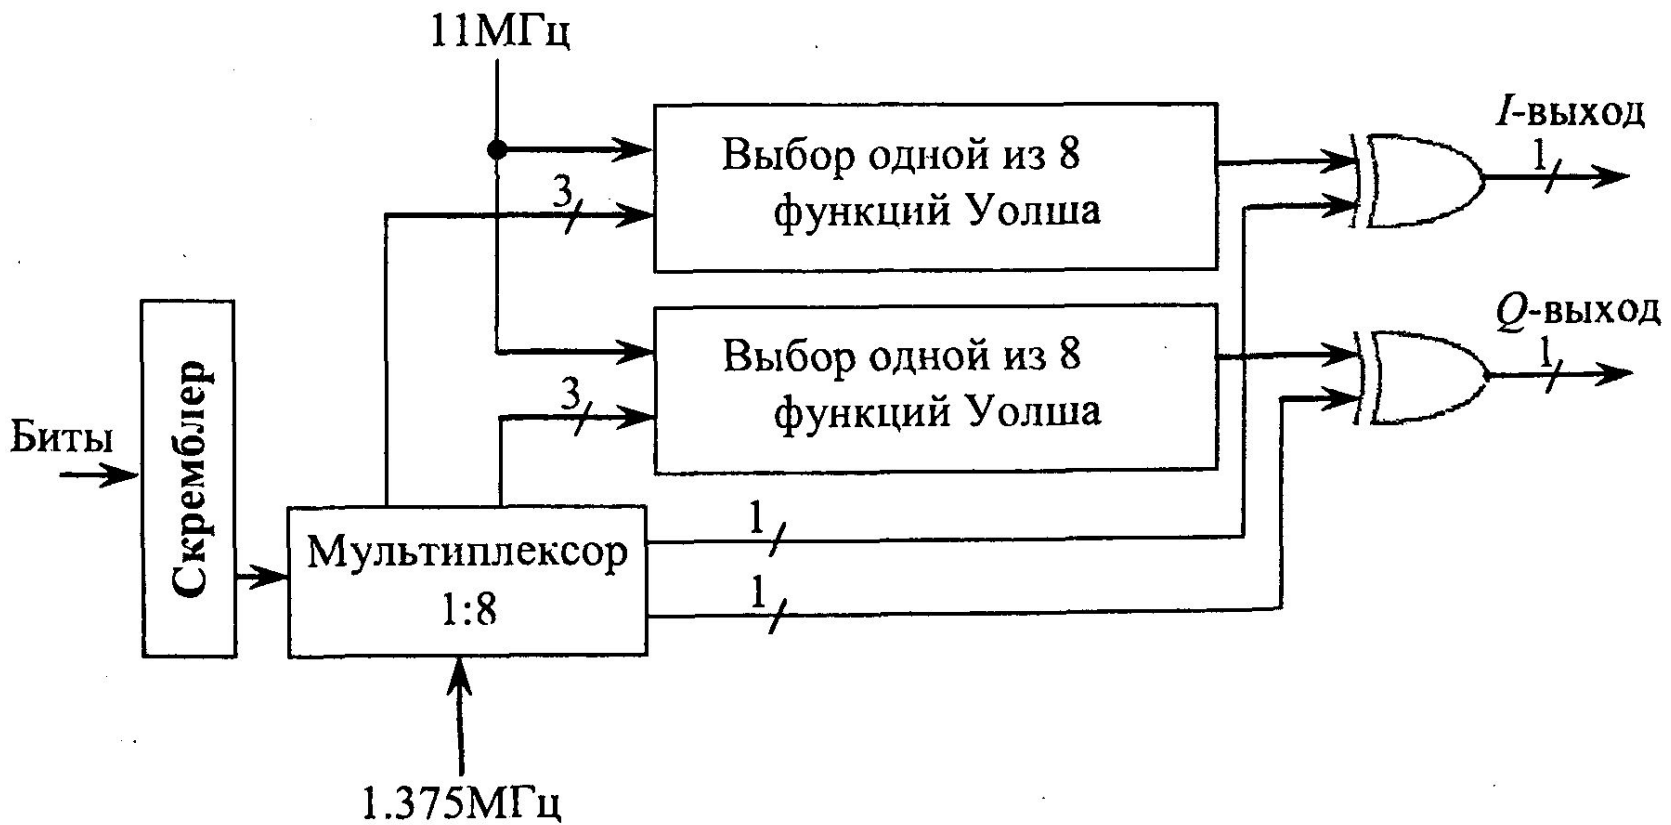 11МГц
I-выход
1
Выбор одной из 8
функций Уолша
3
Q-выход
1
Выбор одной из 8
функций Уолша
3
Биты
Скремблер
Мультиплексор
1:8
1
1
1.375МГц